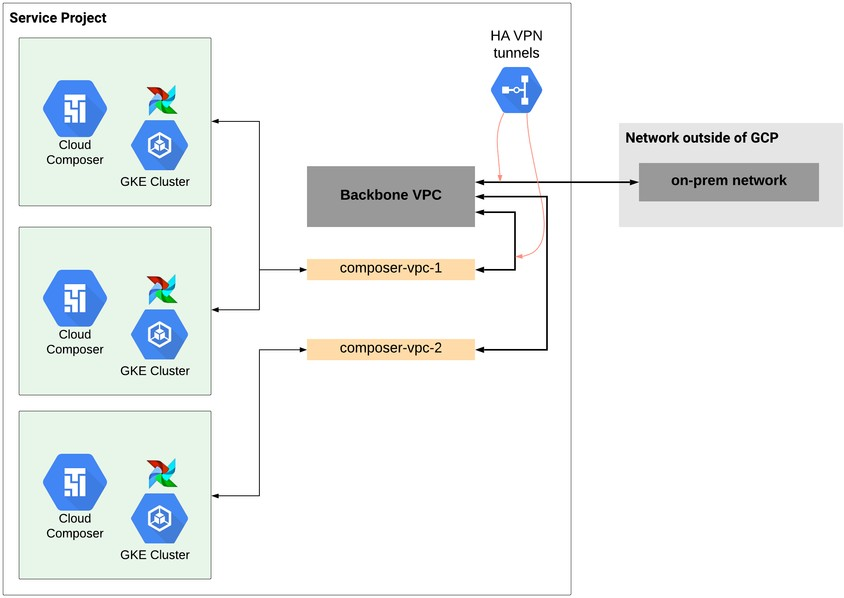 Service Project
Cloud
Composer
GKE Cluster
Cloud
Composer
GKE Cluster
Cloud
Composer
GKE Cluster
HA VPN
tunnels
Backbone VPC
composer-vpc-1
composer-vpc-2
Network outside of GCP
on-prem network